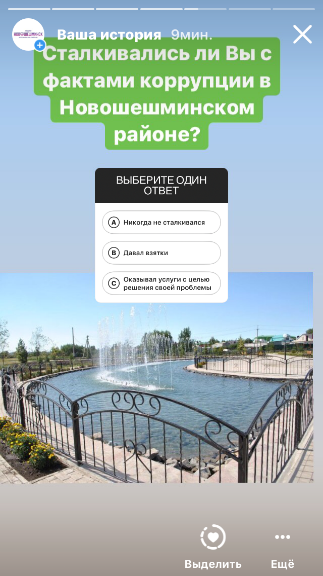 Ваша история 9мин.
Сталкивались ли Вы с
фактами коррупции в
Новошешминском
районе?
ВЫБЕРИТЕ ОДИН
ОТВЕТ
A Никогда не сталкивался
B Давал взятки
C Оказывал услуги с целью
решения своей проблемы
Выделить Ещё